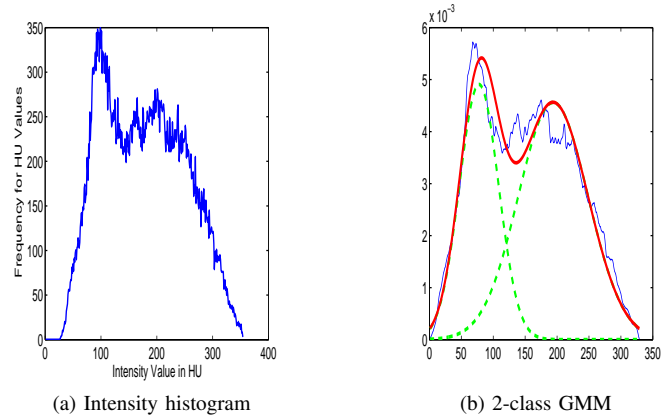 Frequency for HU Values
350
300
250
200
150
100
50
0
0 100 200 300 400
Intensity Value in HU
(a) Intensity histogram
6 x 10⁻³
5
4
3
2
1
0
0 50 100 150 200 250 300 350
(b) 2-class GMM